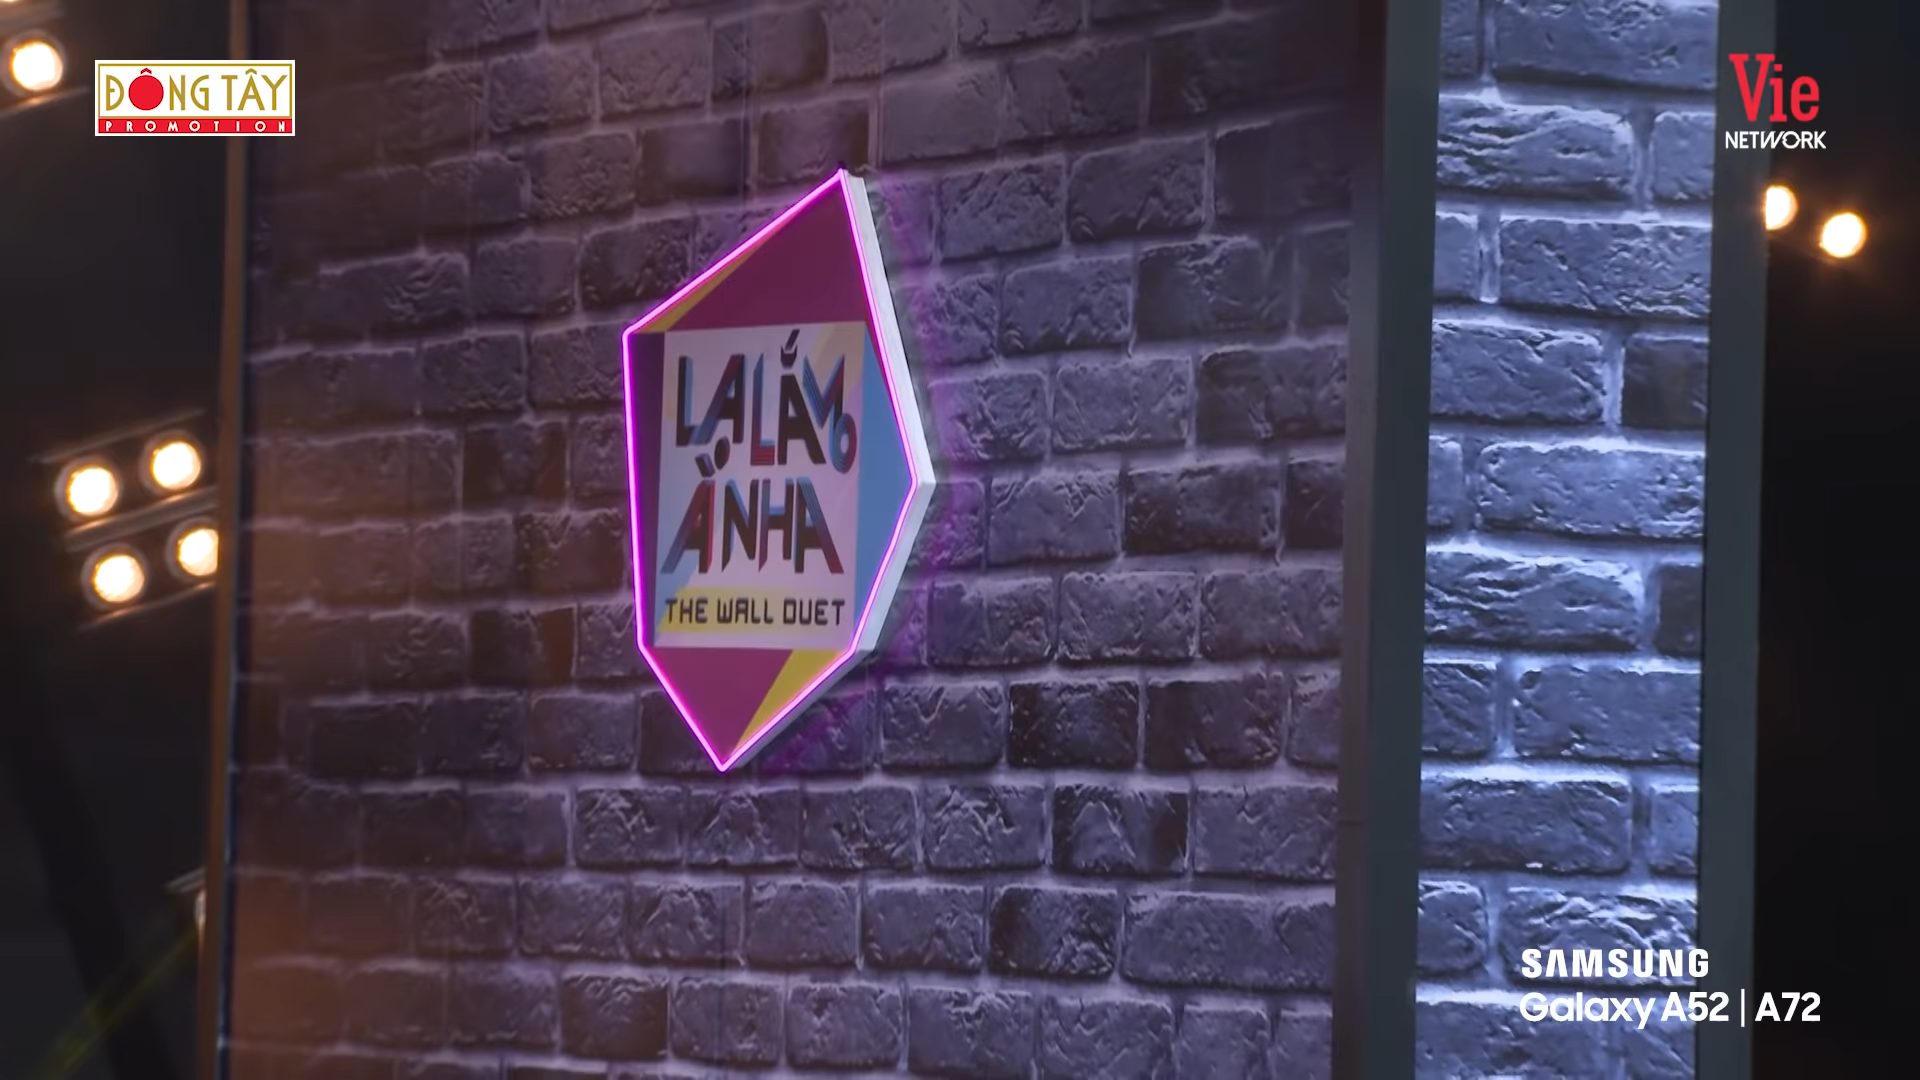 ĐÔNG TÂY
PROMOTION
Vie
NETWORK
LẠ LẮM
À NHA
THE WALL DUET
SAMSUNG
Galaxy A52 | A72